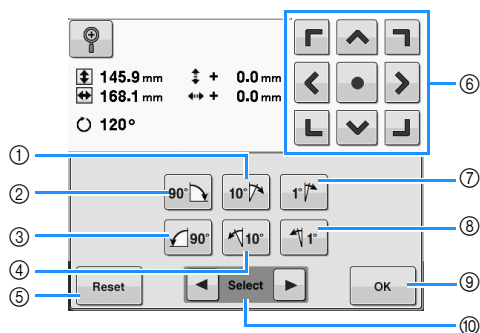 145.9 mm + 0.0 mm
168.1 mm + 0.0 mm
120°
⑥
① ⑦
② 90° 10° 1°
③ 90° 10° 1° ⑧
④
⑤ Reset Select OK ⑨
⑩